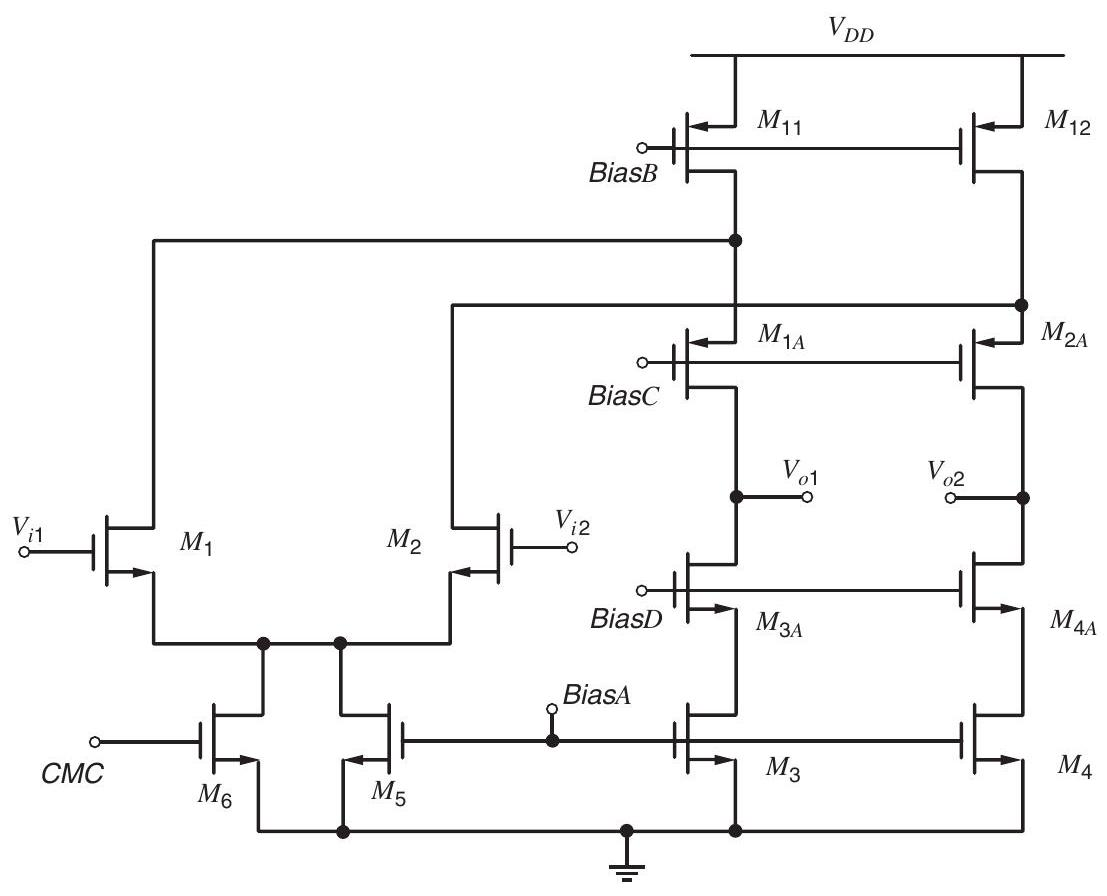 V_{DD}
M_{11}
M_{12}
BiasB
M_{1A}
M_{2A}
BiasC
V_{o1}
V_{o2}
V_{i1}
M_1
M_2
V_{i2}
BiasD
M_{3A}
M_{4A}
BiasA
CMC
M_6
M_5
M_3
M_4